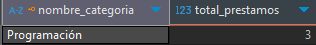 A-Z nombre_categoria 123 total_prestamos
Programación 3